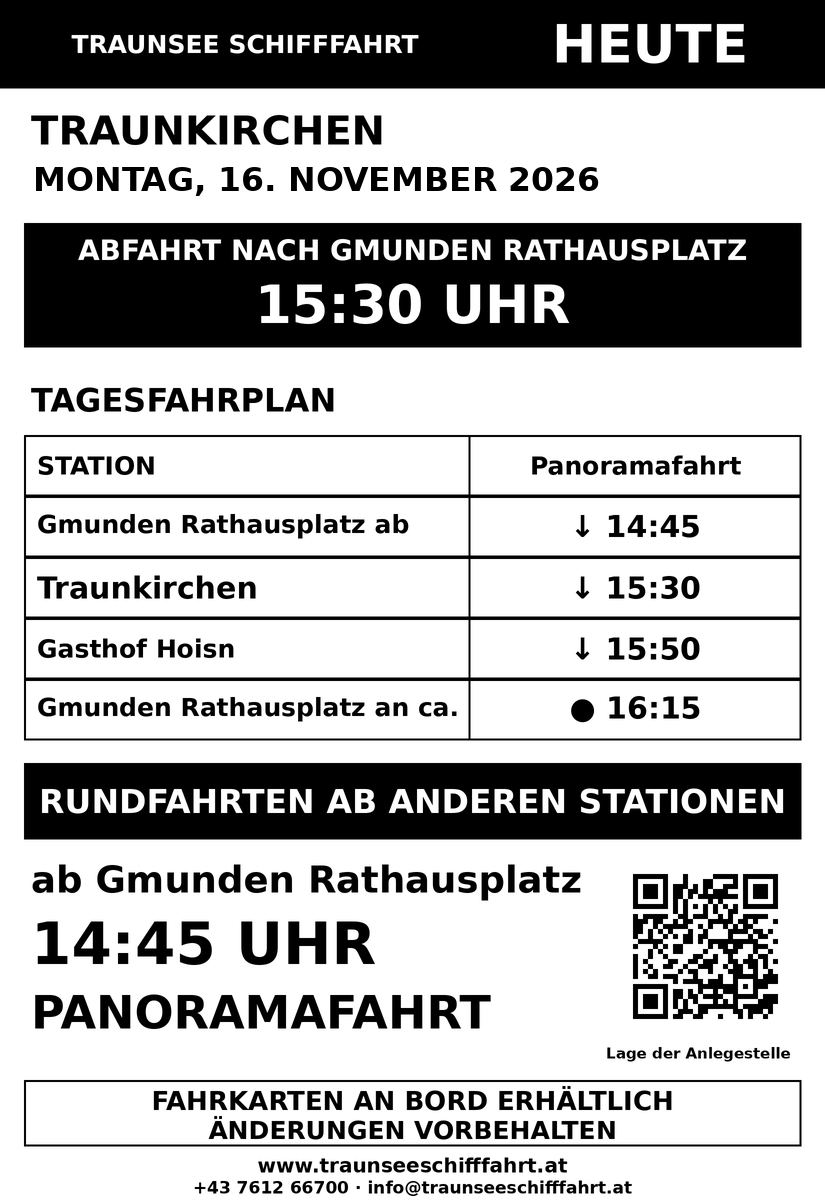 TRAUNSEE SCHIFFFAHRT HEUTE
TRAUNKIRCHEN
MONTAG, 16. NOVEMBER 2026
ABFAHRT NACH GMUNDEN RATHAUSPLATZ
15:30 UHR
TAGESFAHRPLAN
STATION Panoramafahrt
Gmunden Rathausplatz ab ↓ 14:45
Traunkirchen ↓ 15:30
Gasthof Hoisn ↓ 15:50
Gmunden Rathausplatz an ca. ● 16:15
RUNDFAHRTEN AB ANDEREN STATIONEN
ab Gmunden Rathausplatz
14:45 UHR
PANORAMAFAHRT
Lage der Anlegestelle
FAHRKARTEN AN BORD ERHÄLTLICH
ÄNDERUNGEN VORBEHALTEN
www.traunseeschifffahrt.at
+43 7612 66700 · info@traunseeschifffahrt.at